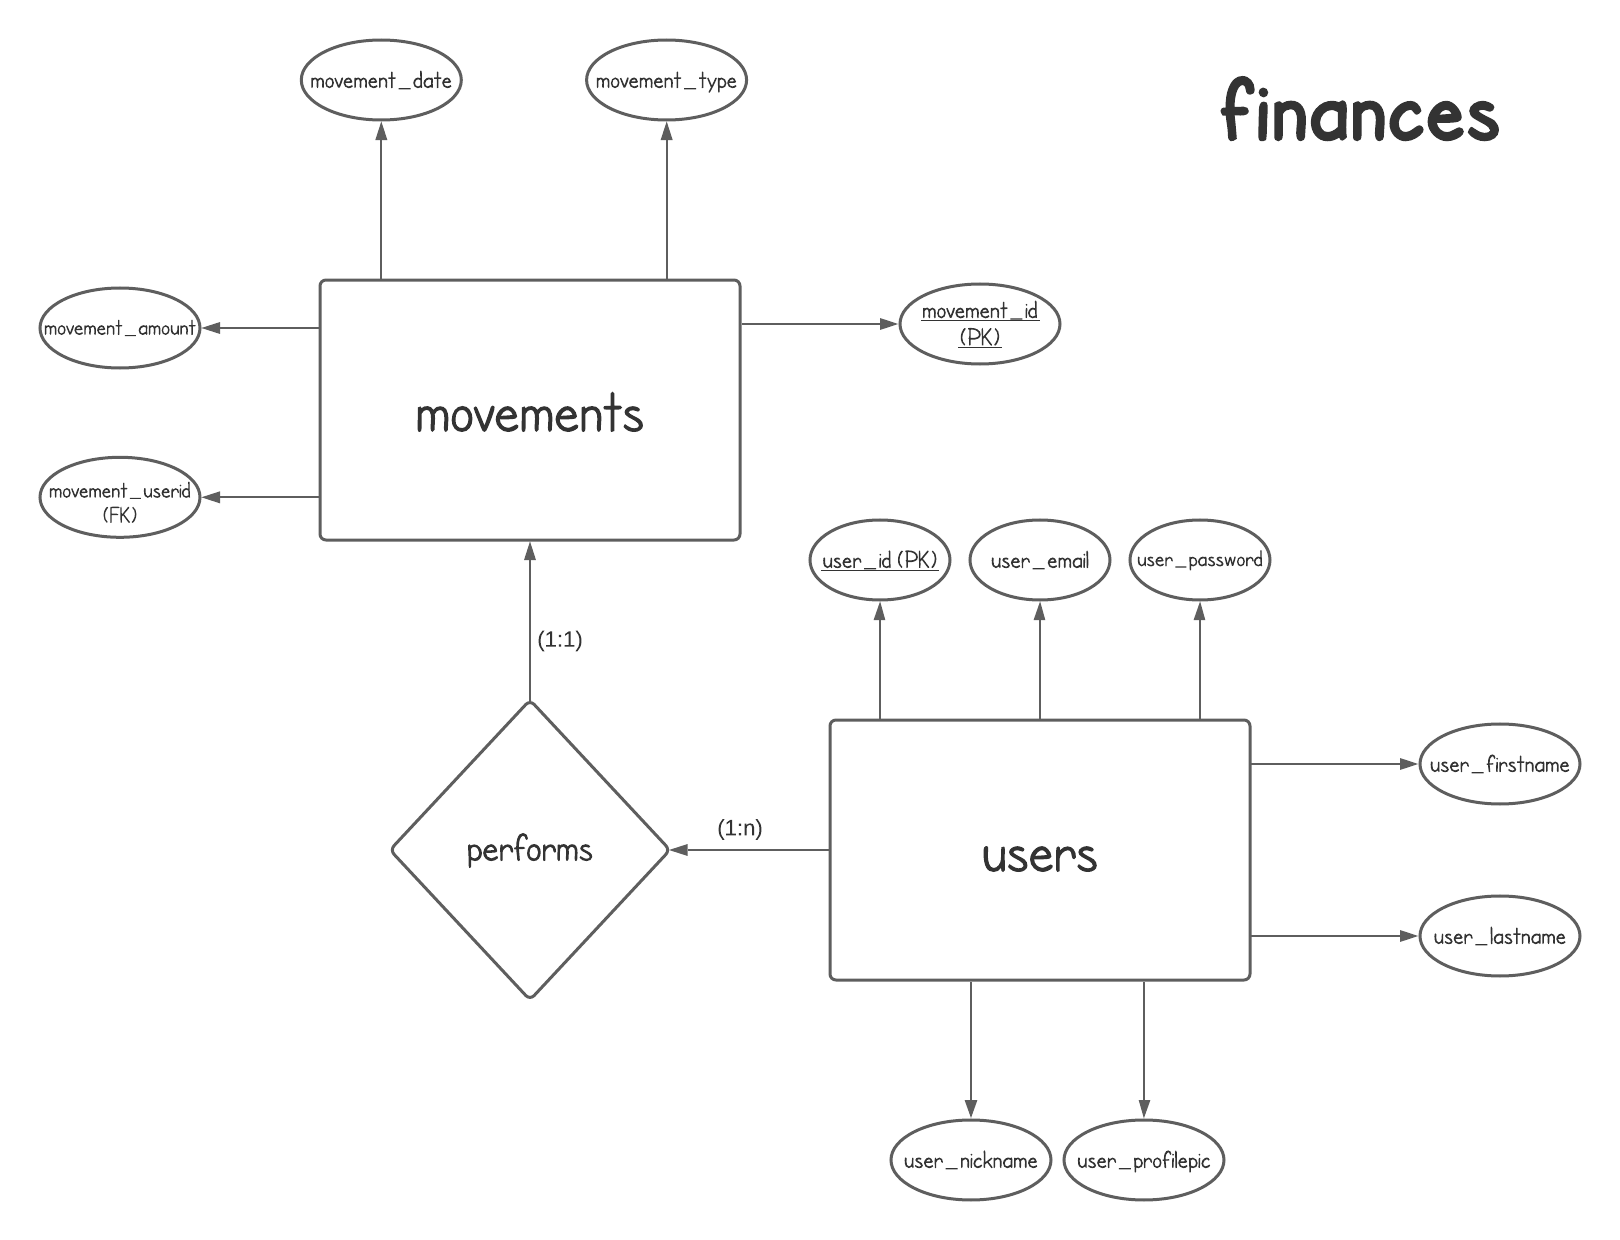 movement_date
movement_type
finances
movement_amount
movement_id
(PK)
movements
movement_userid
(FK)
user_id (PK)
user_email
user_password
(1:1)
user_firstname
(1:n)
performs
users
user_lastname
user_nickname
user_profilepic